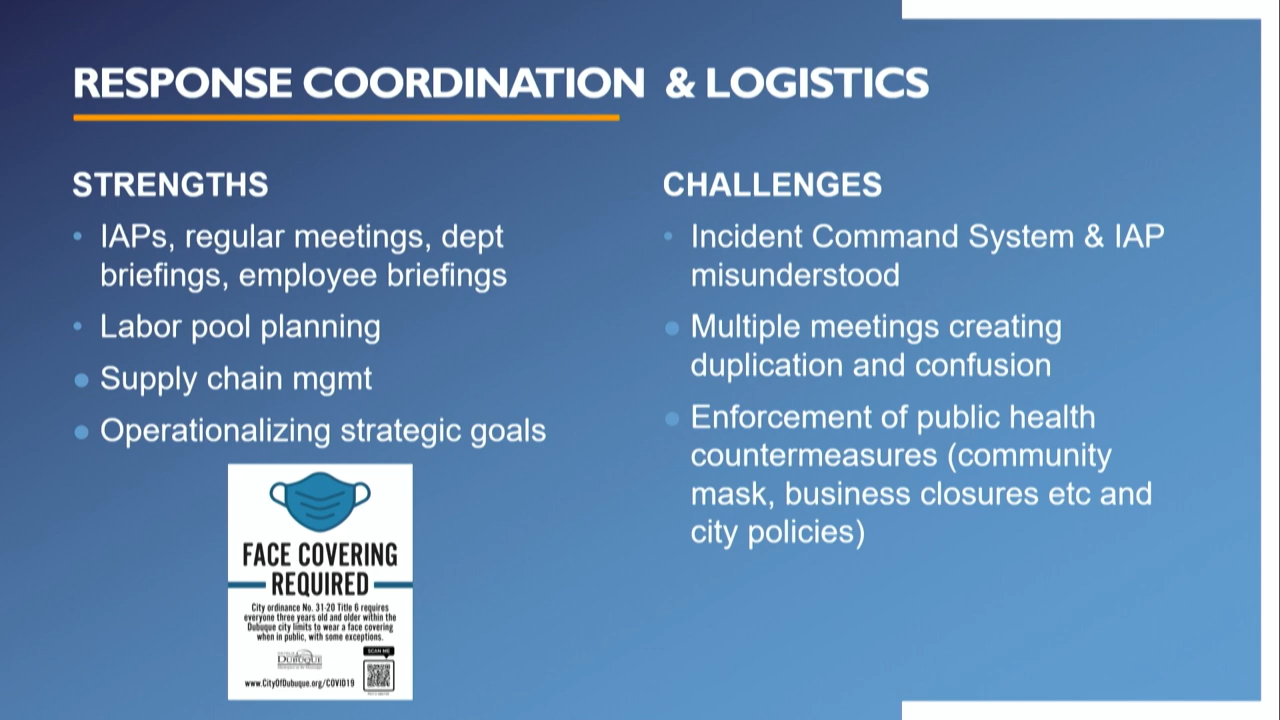 RESPONSE COORDINATION & LOGISTICS
STRENGTHS
• IAPs, regular meetings, dept
briefings, employee briefings
• Labor pool planning
• Supply chain mgmt
• Operationalizing strategic goals
CHALLENGES
• Incident Command System & IAP
misunderstood
• Multiple meetings creating
duplication and confusion
• Enforcement of public health
countermeasures (community
mask, business closures etc and
city policies)
FACE COVERING
REQUIRED
City ordinance No. 31-20 Title 6 requires
everyone three years old and older within the
Dubuque city limits to wear a face covering
when in public, with some exceptions.
DUBUQUE
SCAN ME
www.CityOfDubuque.org/COVID19